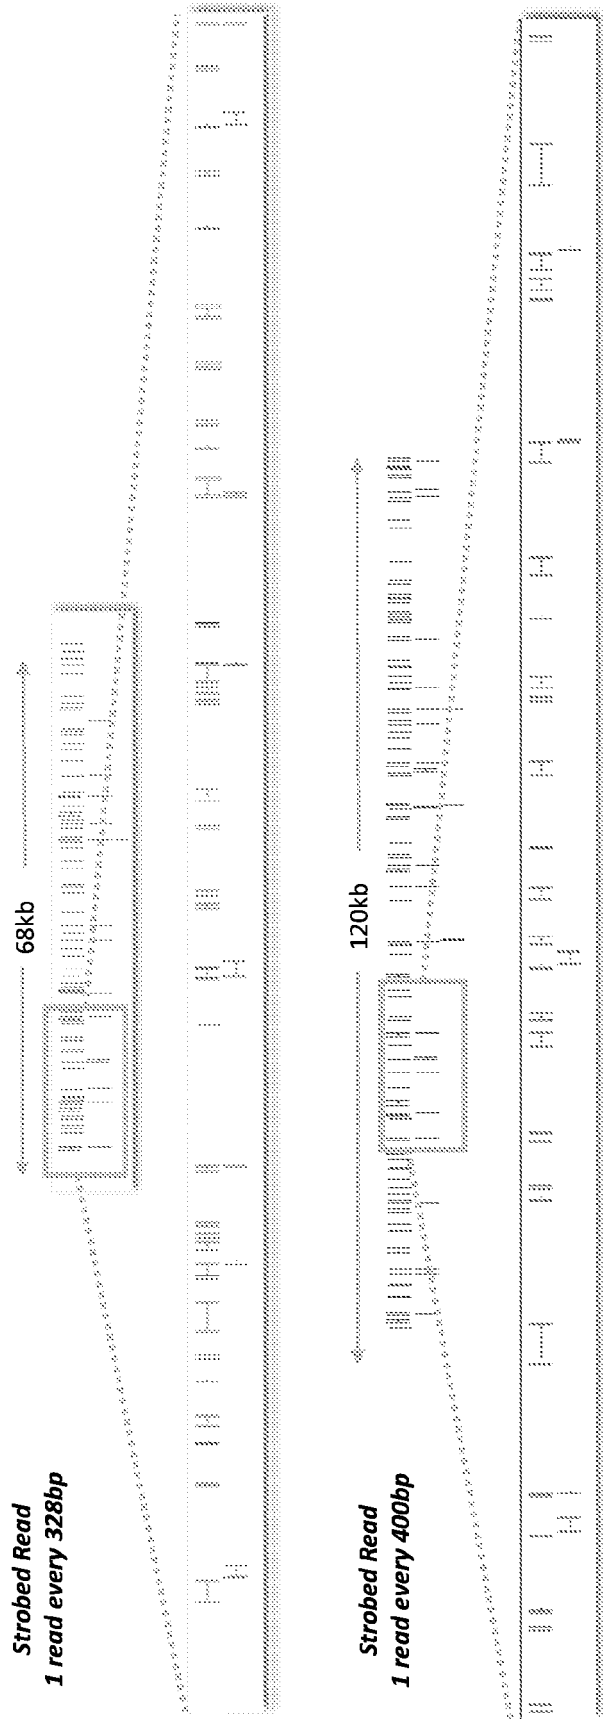 Strobed Read
1 read every 328bp
68kb
Strobed Read
1 read every 400bp
120kb